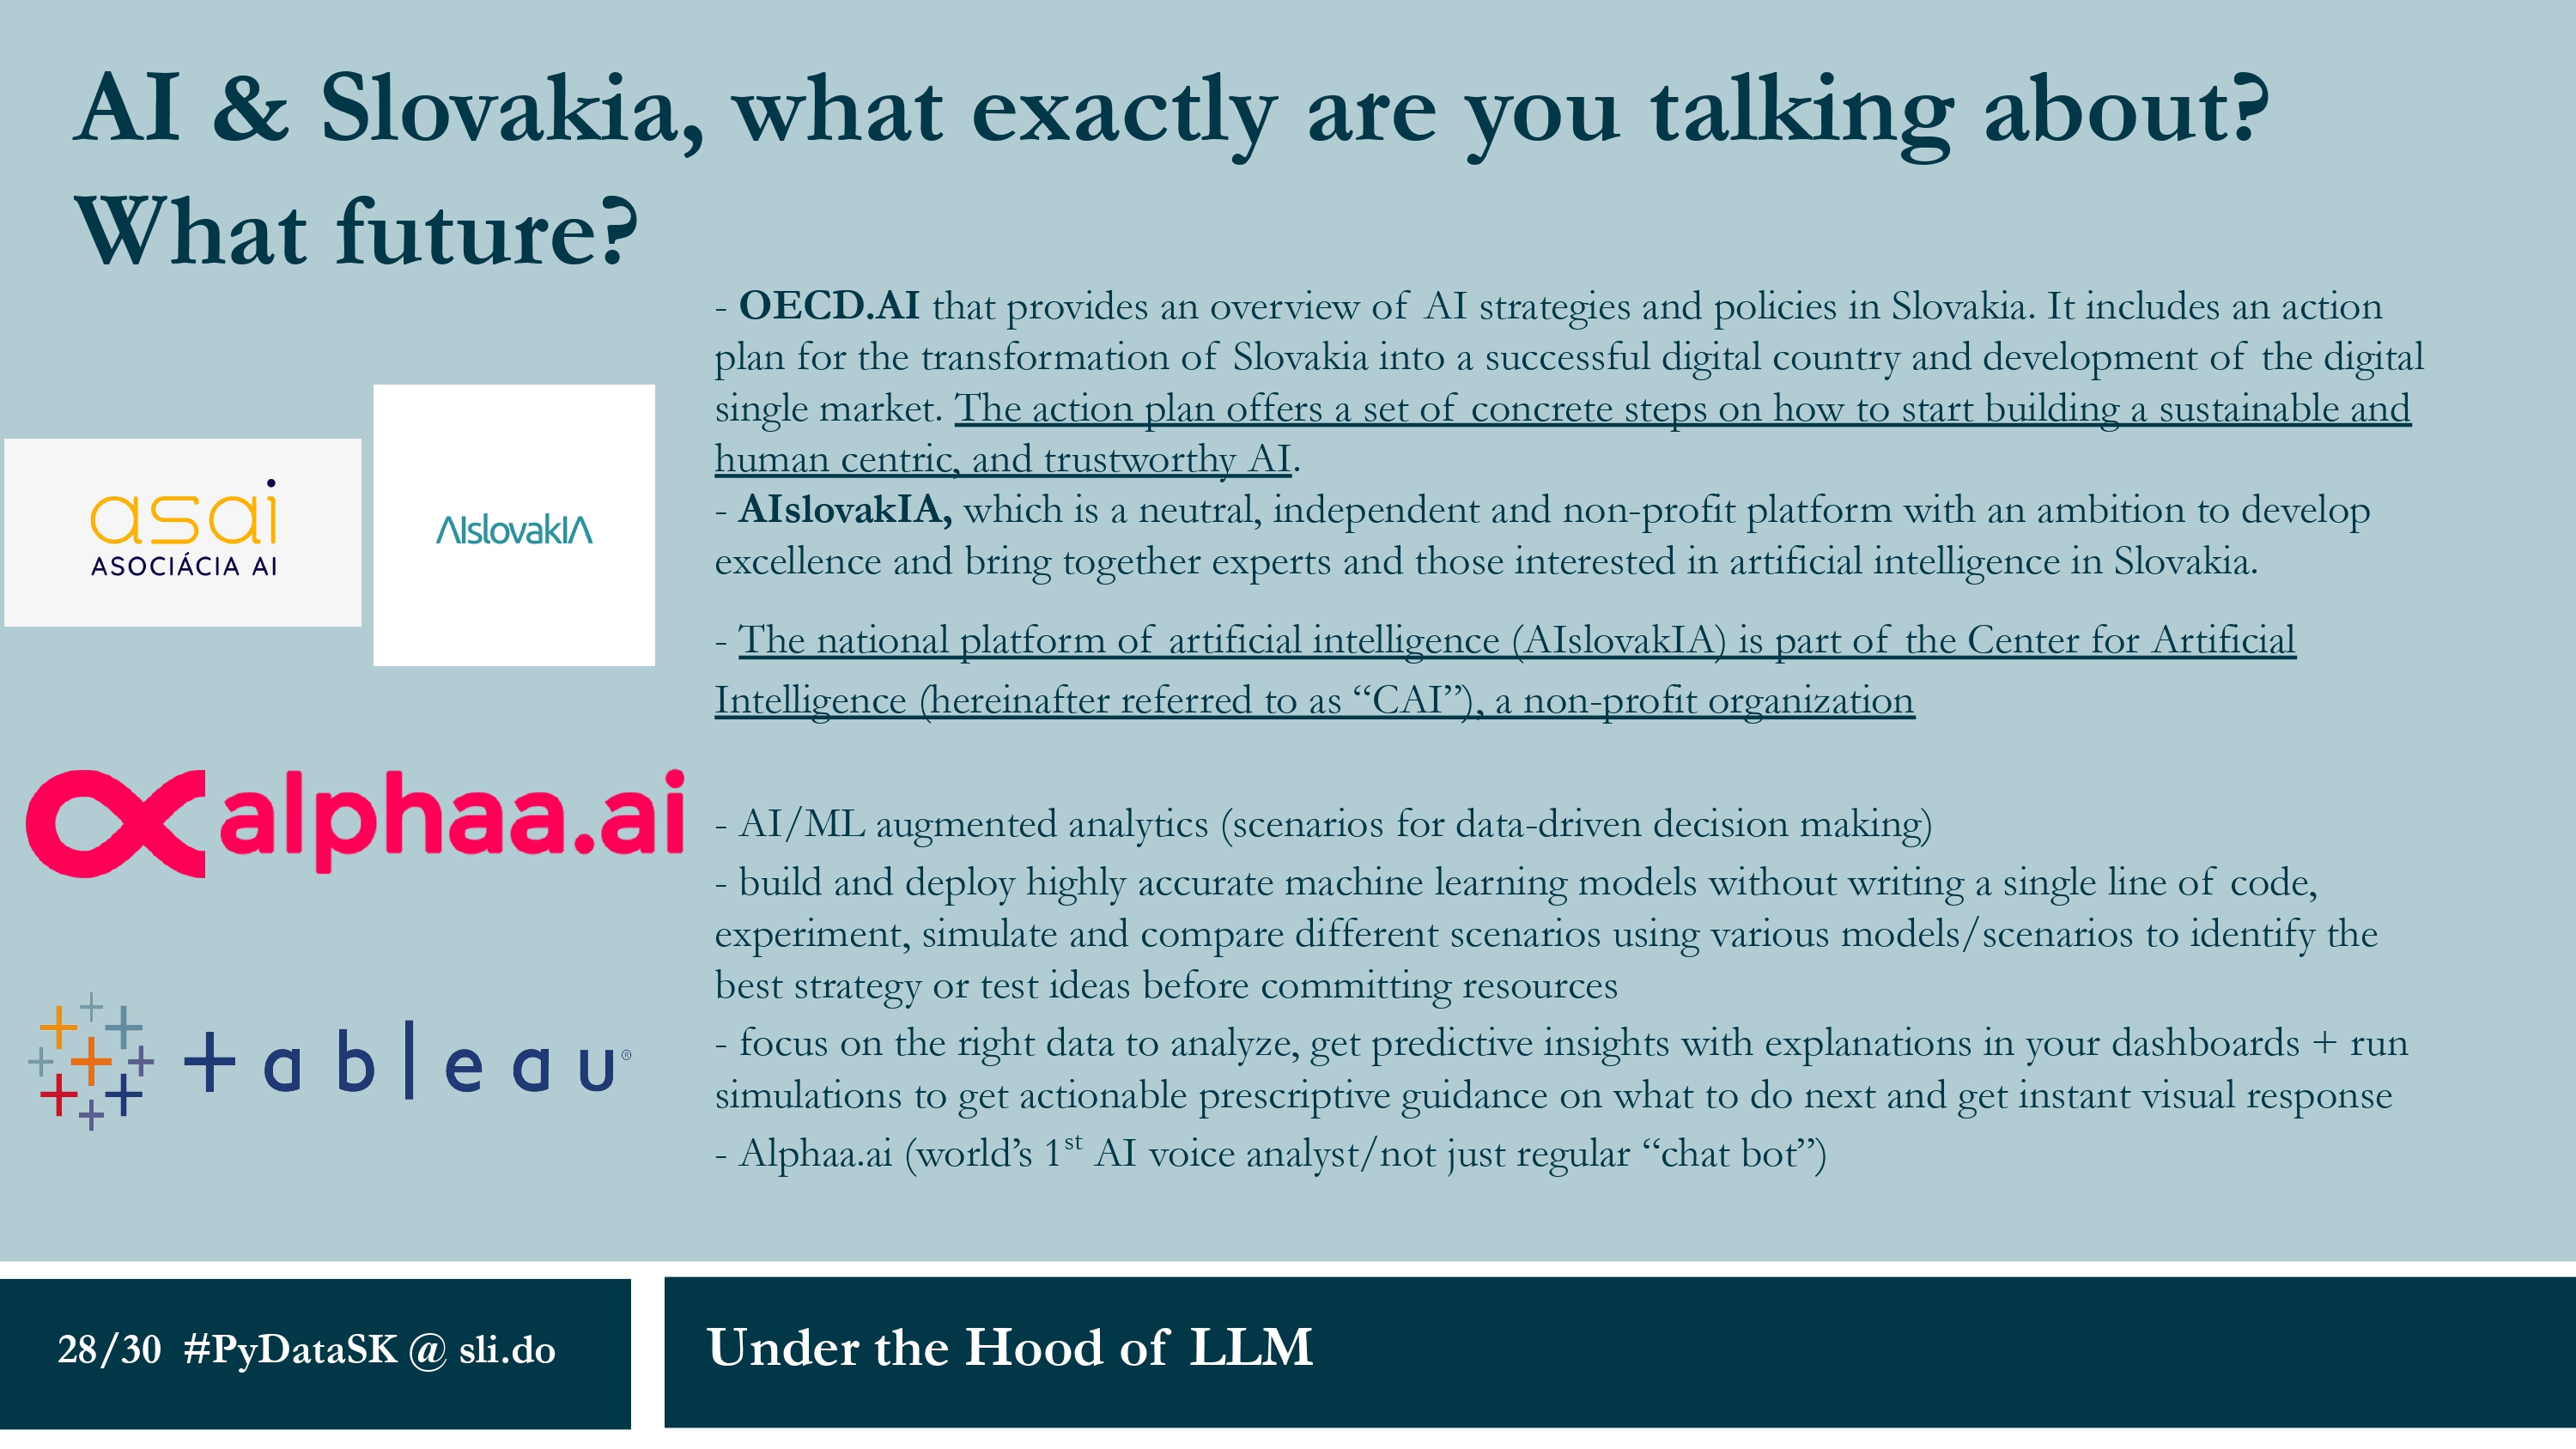 AI & Slovakia, what exactly are you talking about?
What future?
- OECD.AI that provides an overview of AI strategies and policies in Slovakia. It includes an action
plan for the transformation of Slovakia into a successful digital country and development of the digital
single market. The action plan offers a set of concrete steps on how to start building a sustainable and
human centric, and trustworthy AI.
- AIslovakIA, which is a neutral, independent and non-profit platform with an ambition to develop
excellence and bring together experts and those interested in artificial intelligence in Slovakia.
- The national platform of artificial intelligence (AIslovakIA) is part of the Center for Artificial
Intelligence (hereinafter referred to as “CAI”), a non-profit organization
asai
ASOCIÁCIA AI
AIslovakIA
alphaa.ai
- AI/ML augmented analytics (scenarios for data-driven decision making)
- build and deploy highly accurate machine learning models without writing a single line of code,
experiment, simulate and compare different scenarios using various models/scenarios to identify the
best strategy or test ideas before committing resources
- focus on the right data to analyze, get predictive insights with explanations in your dashboards + run
simulations to get actionable prescriptive guidance on what to do next and get instant visual response
- Alphaa.ai (world’s 1st AI voice analyst/not just regular “chat bot”)
+ableau®
28/30 #PyDataSK @ sli.do
Under the Hood of LLM